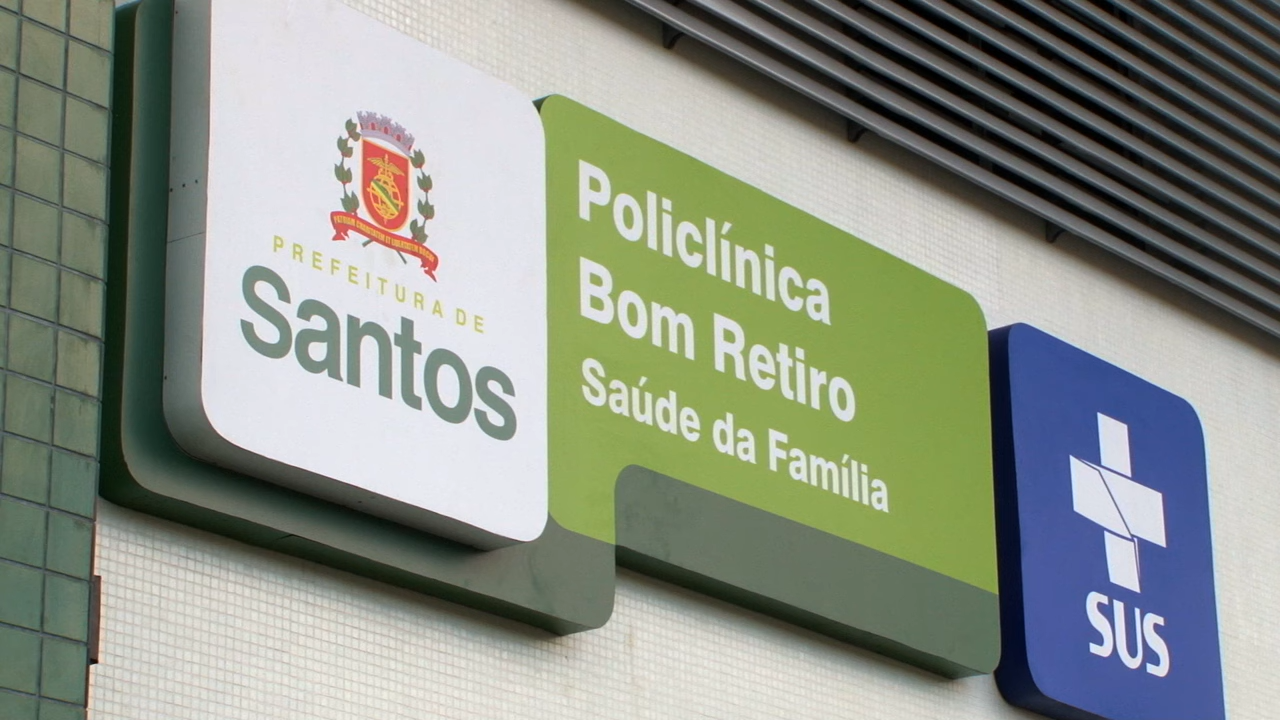 PREFEITURA DE
Santos
Policlínica
Bom Retiro
Saúde da Família
SUS